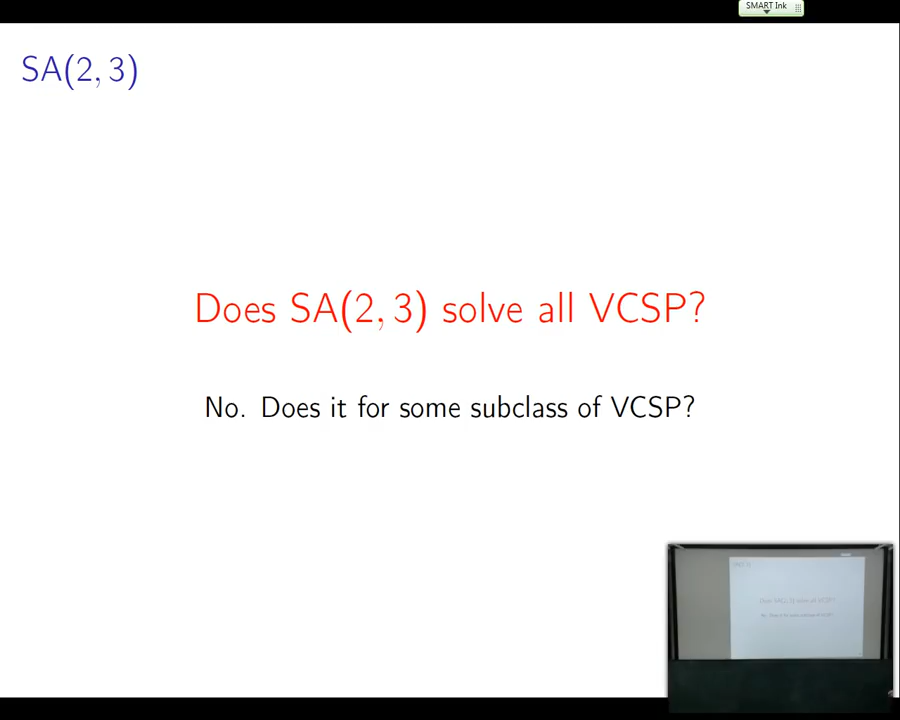 SMART Ink
SA(2, 3)
Does SA(2, 3) solve all VCSP?
No. Does it for some subclass of VCSP?